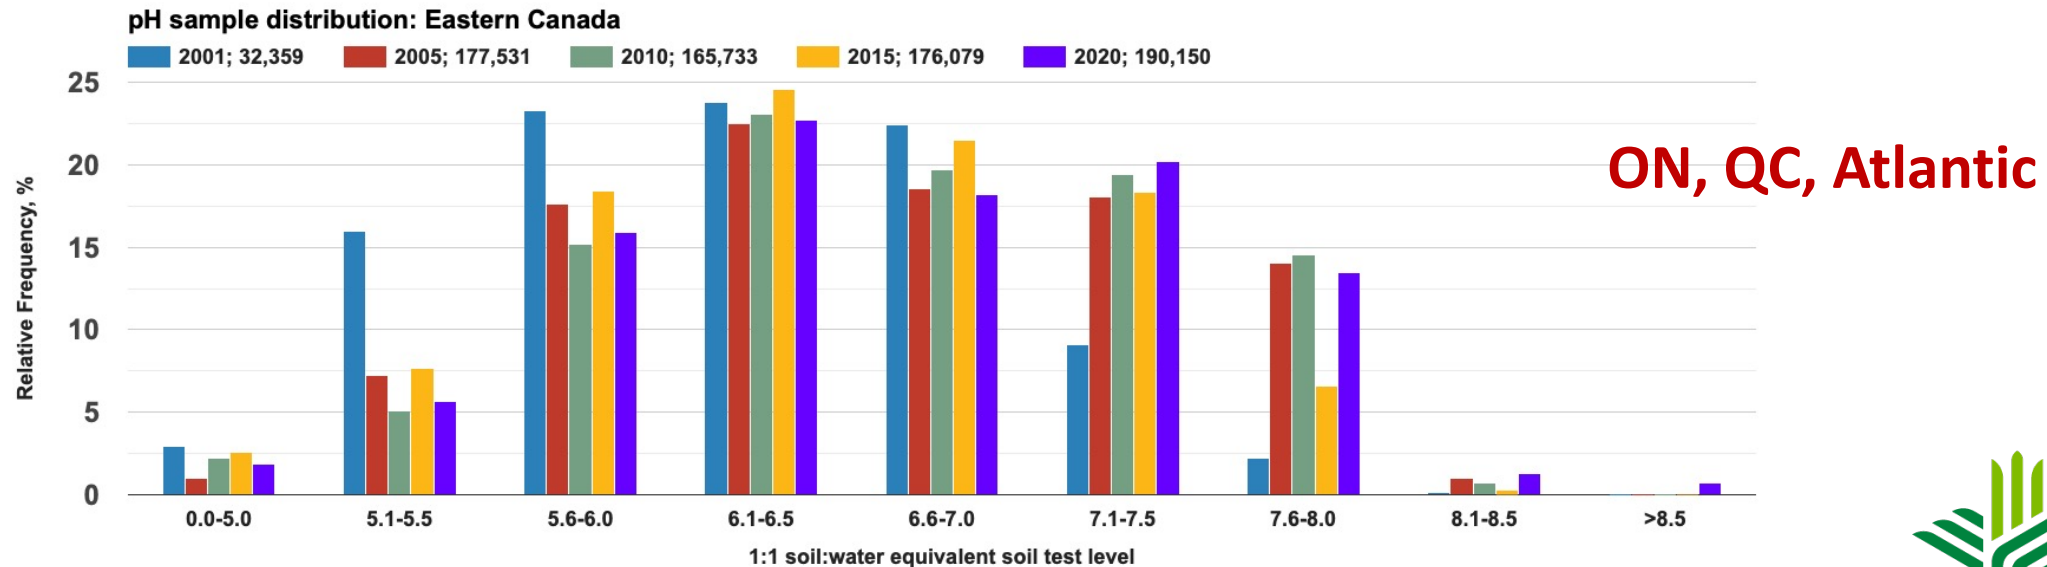 pH sample distribution: Eastern Canada
2001; 32,359 2005; 177,531 2010; 165,733 2015; 176,079 2020; 190,150
25
20
15
10
5
0
Relative Frequency, %
ON, QC, Atlantic
0.0-5.0 5.1-5.5 5.6-6.0 6.1-6.5 6.6-7.0 7.1-7.5 7.6-8.0 8.1-8.5 >8.5
1:1 soil:water equivalent soil test level